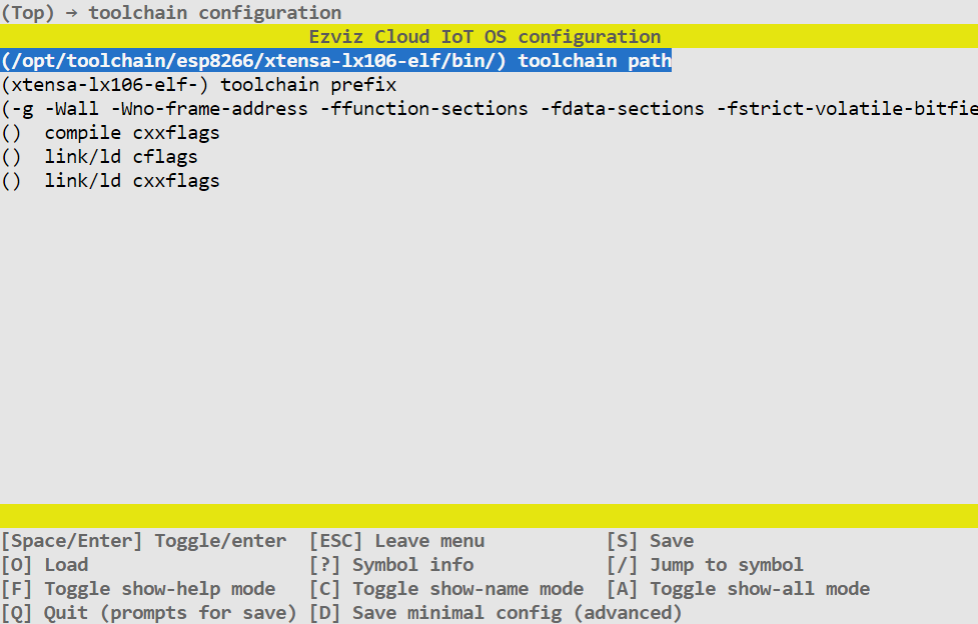 (Top) → toolchain configuration
Ezviz Cloud IoT OS configuration
(/opt/toolchain/esp8266/xtensa-lx106-elf/bin/) toolchain path
(xtensa-lx106-elf-) toolchain prefix
(-g -Wall -Wno-frame-address -ffunction-sections -fdata-sections -fstrict-volatile-bitfie
() compile cxxflags
() link/ld cflags
() link/ld cxxflags
[Space/Enter] Toggle/enter [ESC] Leave menu [S] Save
[O] Load [?] Symbol info [/] Jump to symbol
[F] Toggle show-help mode [C] Toggle show-name mode [A] Toggle show-all mode
[Q] Quit (prompts for save) [D] Save minimal config (advanced)